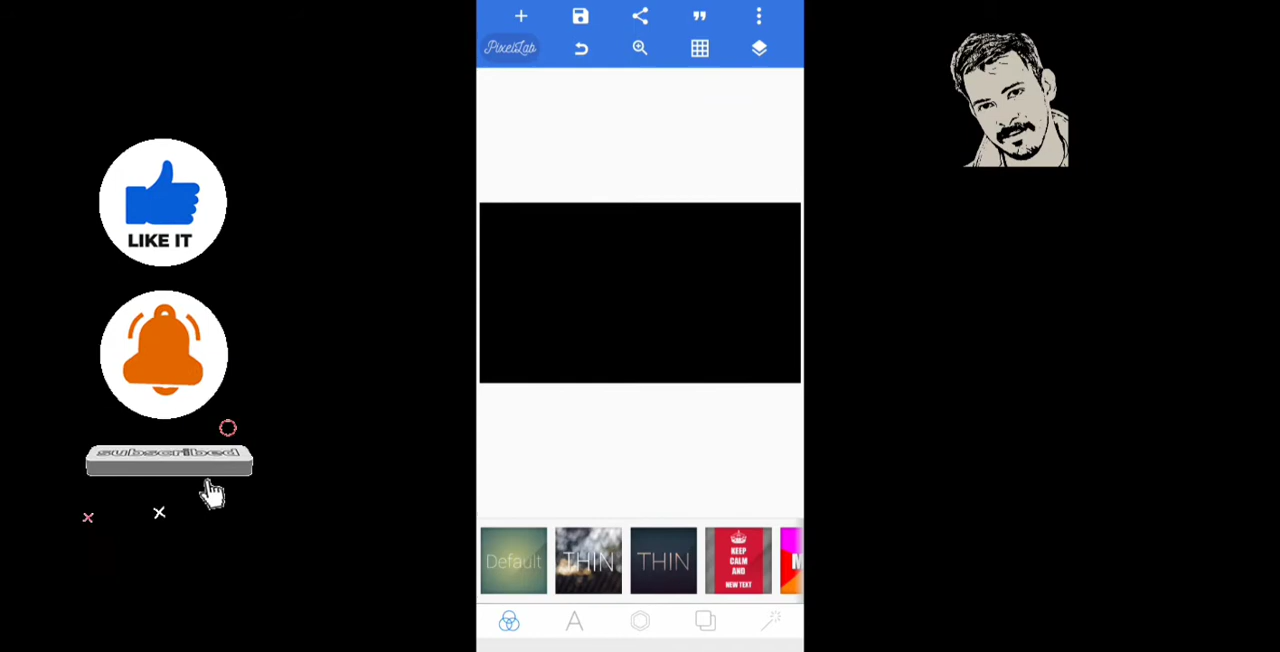 PixelLab
LIKE IT
subscribed
Default
THIN
THIN
KEEP
CALM
AND
NEW TEXT
M
A